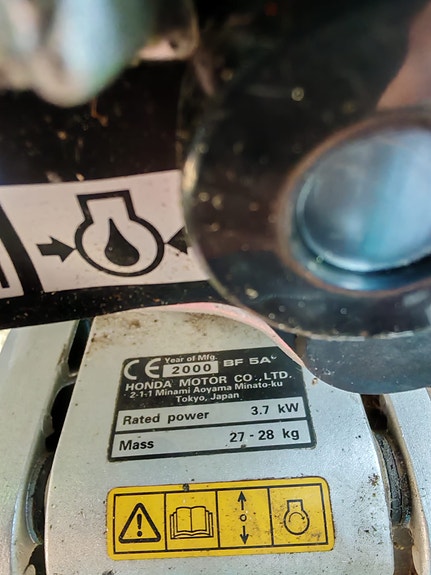 CE Year of Mfg. 2000 BF 5A
HONDA MOTOR CO.,LTD.
2-1-1 Minami Aoyama Minato-ku
Tokyo, Japan
Rated power 3.7 kW
Mass 27-28 kg